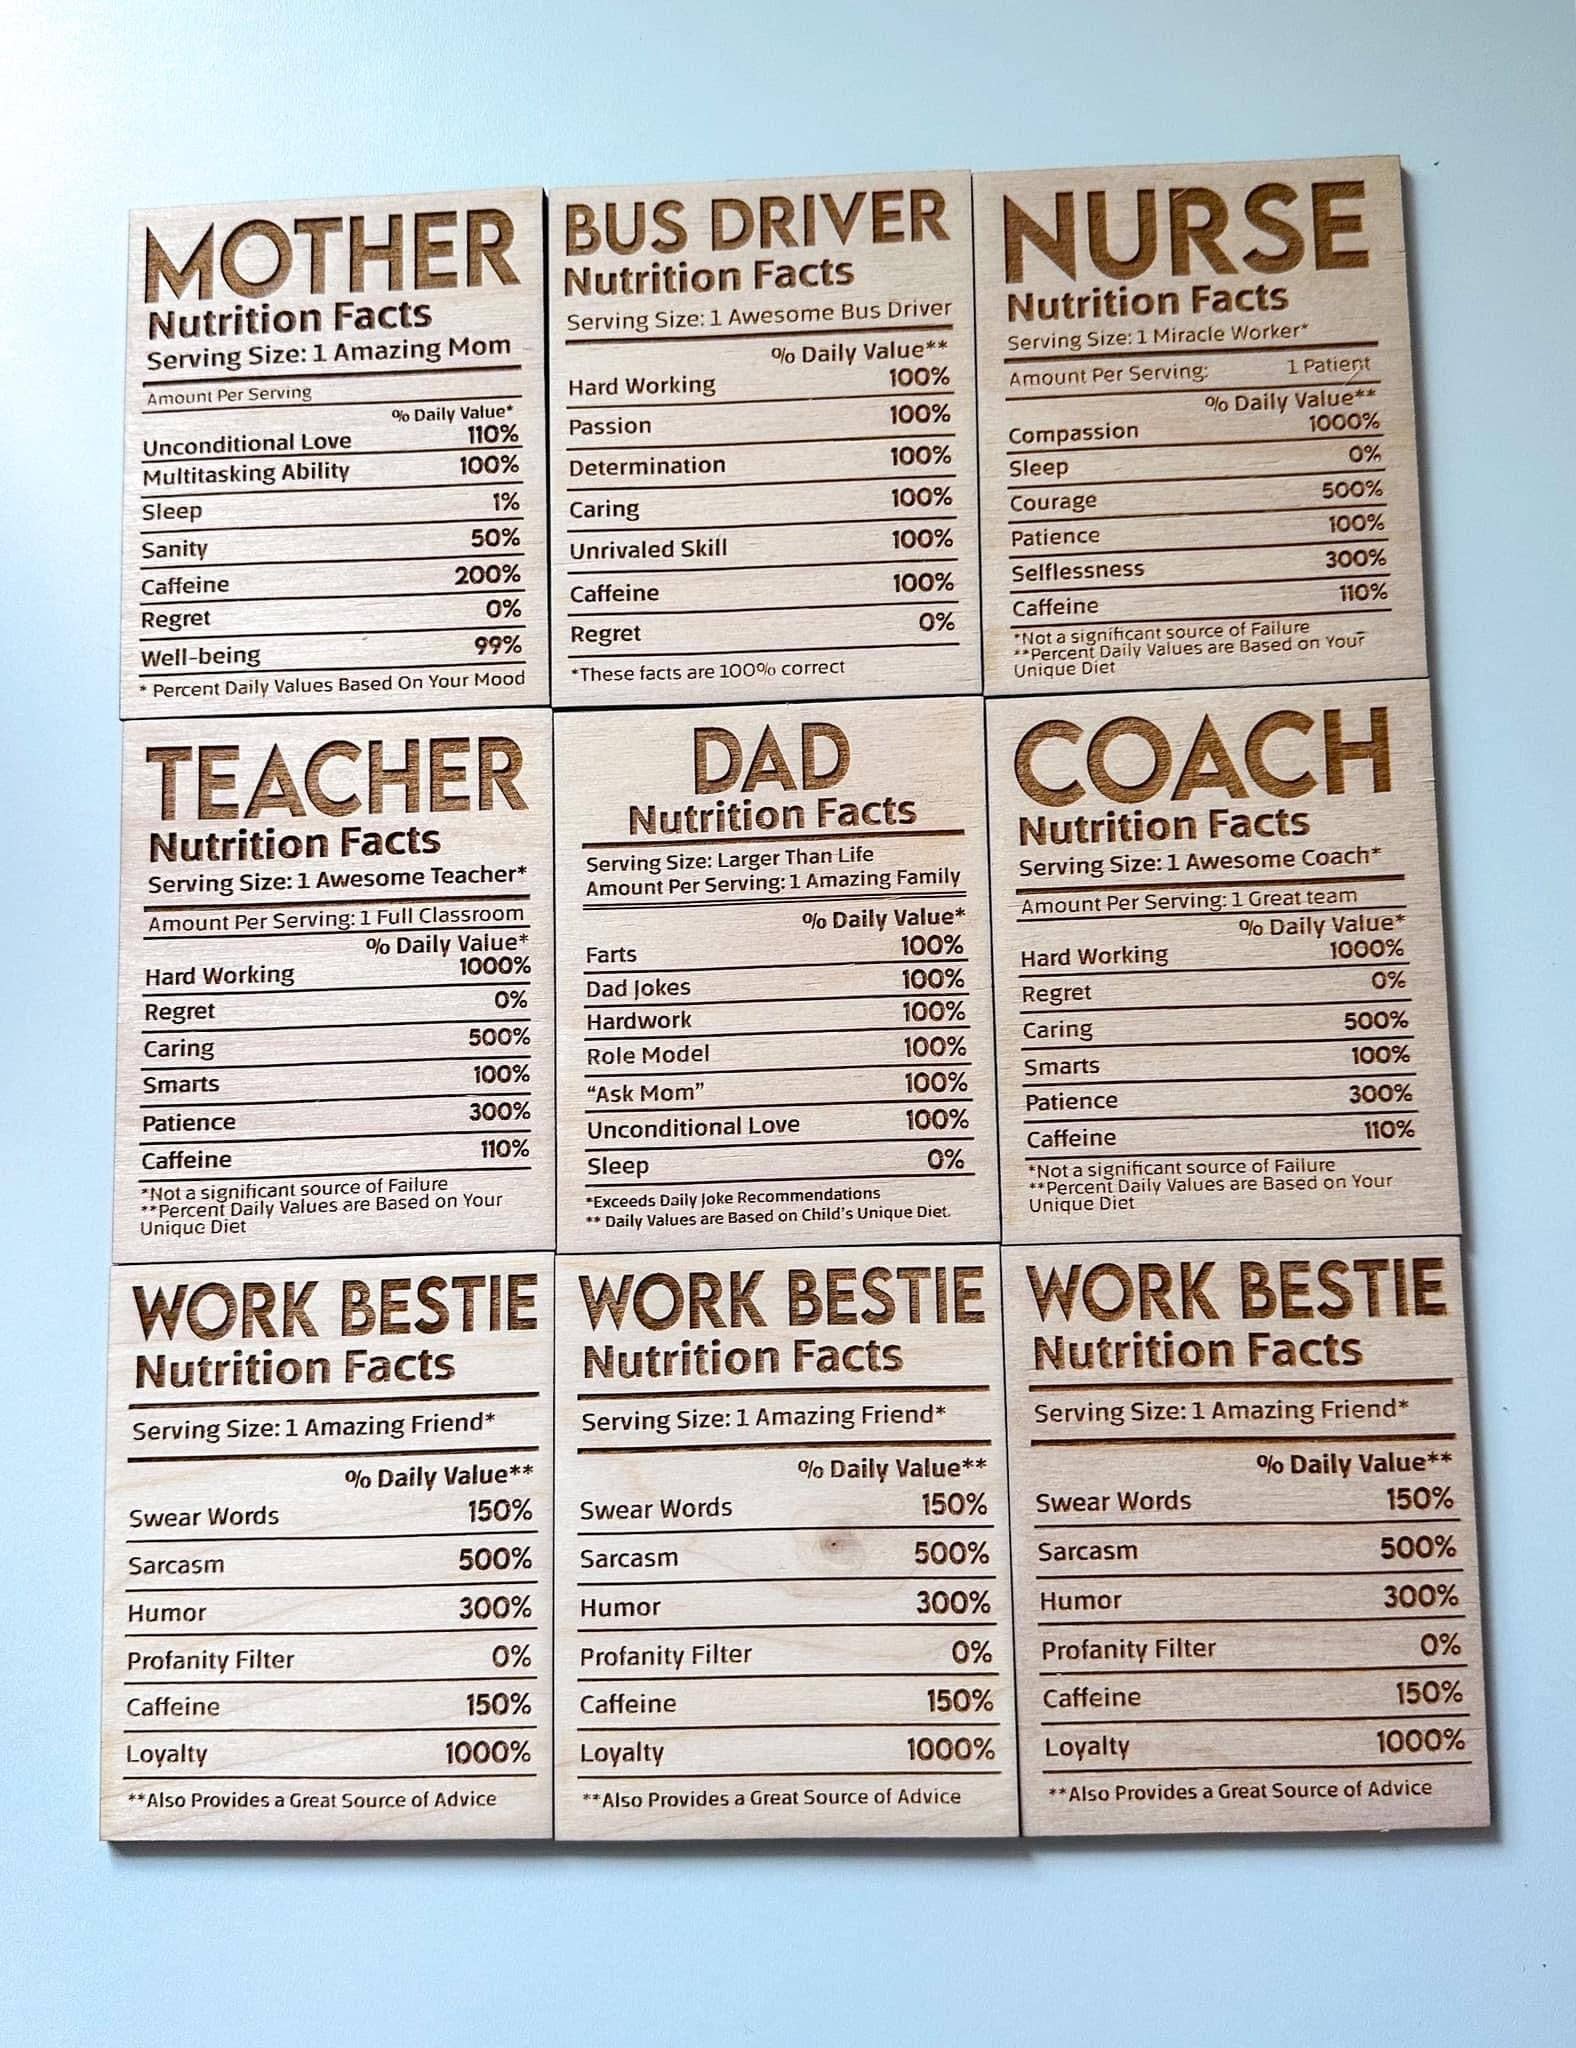 MOTHER
Nutrition Facts
Serving Size: 1 Amazing Mom
Amount Per Serving
% Daily Value*
Unconditional Love 110%
Multitasking Ability 100%
Sleep 1%
Sanity 50%
Caffeine 200%
Regret 0%
Well-being 99%
* Percent Daily Values Based On Your Mood
BUS DRIVER
Nutrition Facts
Serving Size: 1 Awesome Bus Driver
% Daily Value**
Hard Working 100%
Passion 100%
Determination 100%
Caring 100%
Unrivaled Skill 100%
Caffeine 100%
Regret 0%
*These facts are 100% correct
NURSE
Nutrition Facts
Serving Size: 1 Miracle Worker*
Amount Per Serving: 1 Patient
% Daily Value**
Compassion 1000%
Sleep 0%
Courage 500%
Patience 100%
Selflessness 300%
Caffeine 110%
*Not a significant source of Failure
**Percent Daily Values are Based on Your
Unique Diet
TEACHER
Nutrition Facts
Serving Size: 1 Awesome Teacher*
Amount Per Serving: 1 Full Classroom
% Daily Value*
Hard Working 1000%
Regret 0%
Caring 500%
Smarts 100%
Patience 300%
Caffeine 110%
*Not a significant source of Failure
**Percent Daily Values are Based on Your
Unique Diet
DAD
Nutrition Facts
Serving Size: Larger Than Life
Amount Per Serving: 1 Amazing Family
% Daily Value*
Farts 100%
Dad Jokes 100%
Hardwork 100%
Role Model 100%
“Ask Mom” 100%
Unconditional Love 100%
Sleep 0%
*Exceeds Daily Joke Recommendations
** Daily Values are Based on Child's Unique Diet.
COACH
Nutrition Facts
Serving Size: 1 Awesome Coach*
Amount Per Serving: 1 Great team
% Daily Value*
Hard Working 1000%
Regret 0%
Caring 500%
Smarts 100%
Patience 300%
Caffeine 110%
*Not a significant source of Failure
**Percent Daily Values are Based on Your
Unique Diet
WORK BESTIE
Nutrition Facts
Serving Size: 1 Amazing Friend*
% Daily Value**
Swear Words 150%
Sarcasm 500%
Humor 300%
Profanity Filter 0%
Caffeine 150%
Loyalty 1000%
**Also Provides a Great Source of Advice
WORK BESTIE
Nutrition Facts
Serving Size: 1 Amazing Friend*
% Daily Value**
Swear Words 150%
Sarcasm 500%
Humor 300%
Profanity Filter 0%
Caffeine 150%
Loyalty 1000%
**Also Provides a Great Source of Advice
WORK BESTIE
Nutrition Facts
Serving Size: 1 Amazing Friend*
% Daily Value**
Swear Words 150%
Sarcasm 500%
Humor 300%
Profanity Filter 0%
Caffeine 150%
Loyalty 1000%
**Also Provides a Great Source of Advice